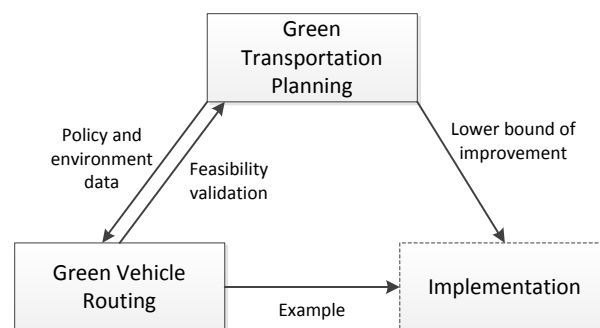 Green
Transportation
Planning
Policy and
environment
data
Feasibility
validation
Lower bound of
improvement
Green Vehicle
Routing
Example
Implementation